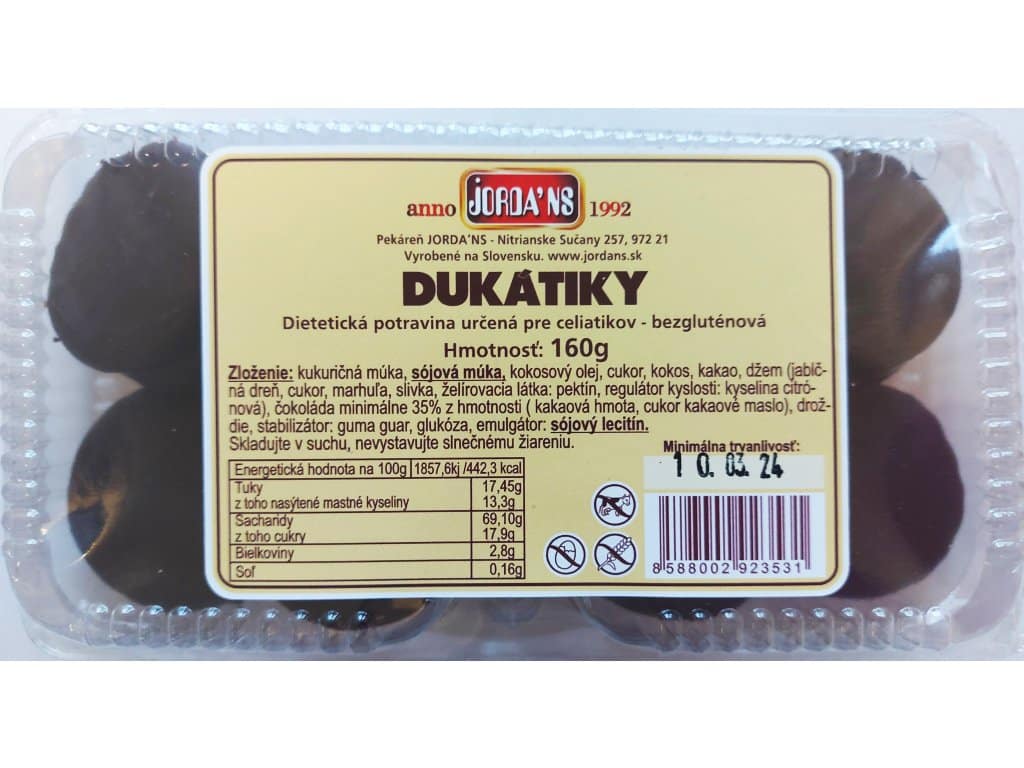 anno JORDA'NS 1992
Pekáreň JORDA'NS - Nitrianske Sučany 257, 972 21
Vyrobené na Slovensku. www.jordans.sk
DUKÁTIKY
Dietetická potravina určená pre celiatikov - bezgluténová
Hmotnosť: 160g
Zloženie: kukuričná múka, sójová múka, kokosový olej, cukor, kokos, kakao, džem (jablč-
ná dreň, cukor, marhuľa, slivka, želírovacia látka: pektín, regulátor kyslosti: kyselina citró-
nová), čokoláda minimálne 35% z hmotnosti ( kakaová hmota, cukor kakaové maslo), drož-
die, stabilizátor: guma guar, glukóza, emulgátor: sójový lecitín.
Skladujte v suchu, nevystavujte slnečnému žiareniu.
Minimálna trvanlivosť:
10. 03. 24
Energetická hodnota na 100g 1857,6kj /442,3 kcal
Tuky 17,45g
z toho nasýtené mastné kyseliny 13,3g
Sacharidy 69,10g
z toho cukry 17,9g
Bielkoviny 2,8g
Soľ 0,16g
8 588002 923531